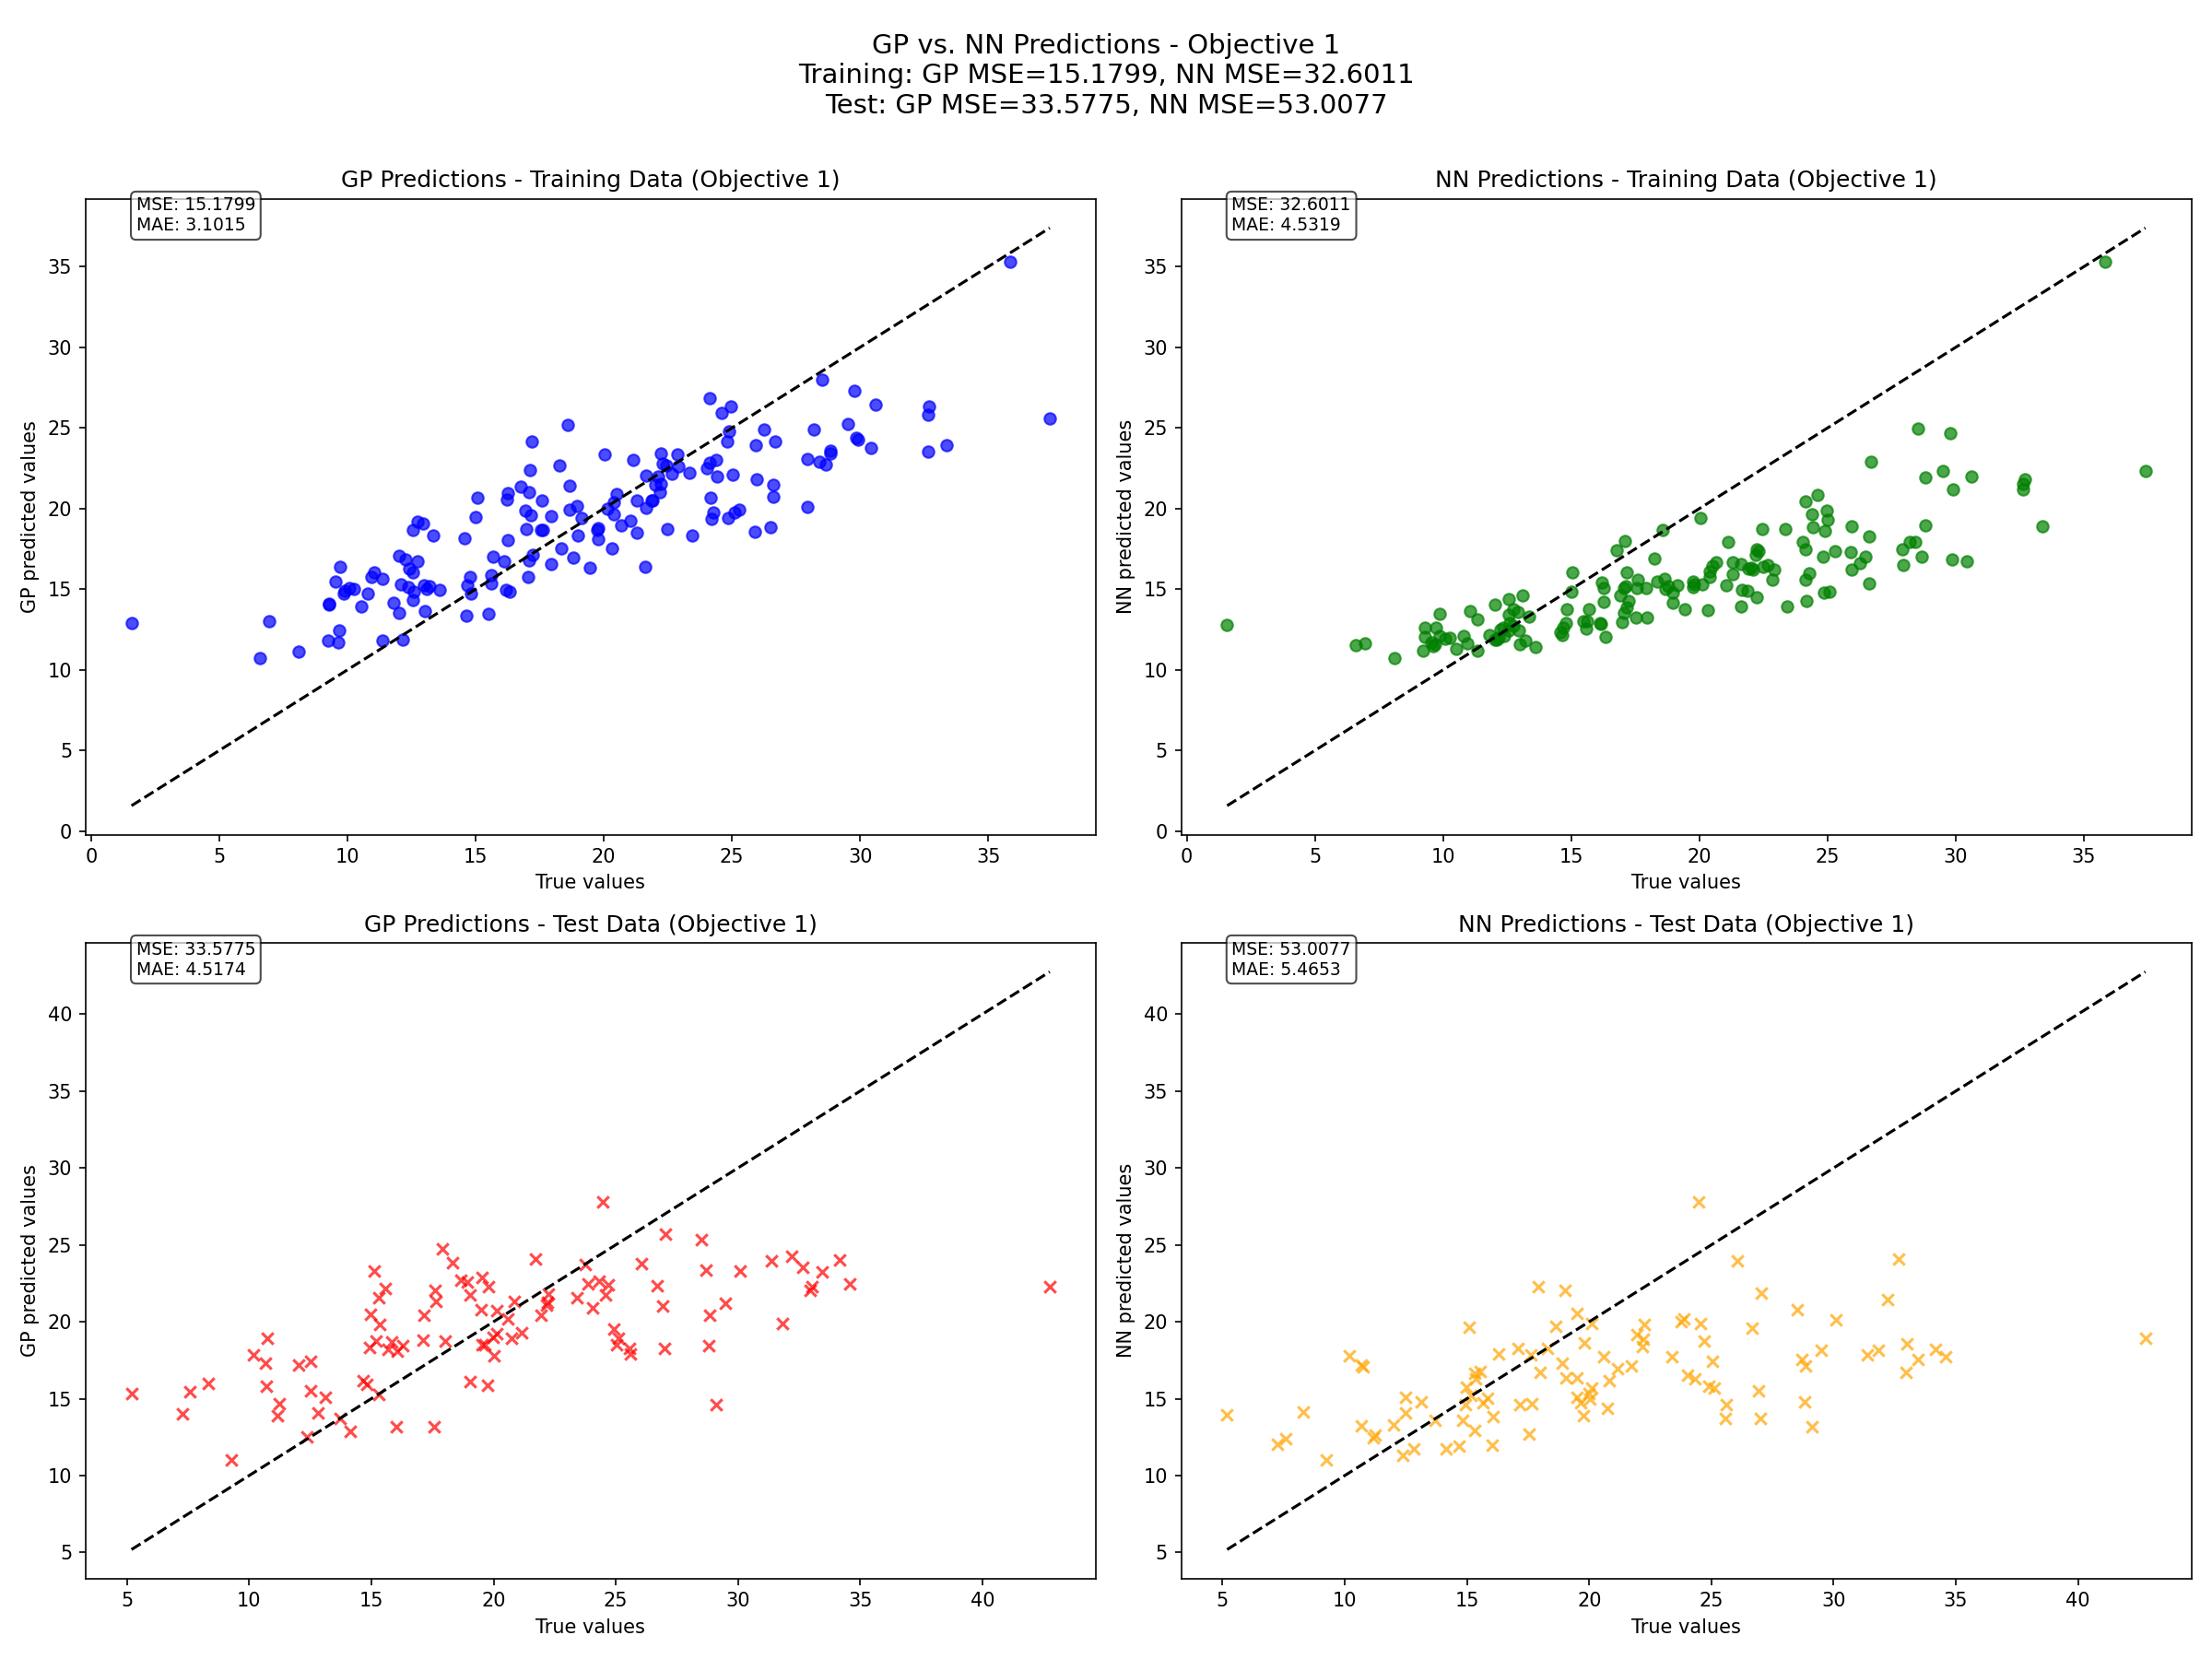 GP vs. NN Predictions - Objective 1
Training: GP MSE=15.1799, NN MSE=32.6011
Test: GP MSE=33.5775, NN MSE=53.0077
GP Predictions - Training Data (Objective 1)
MSE: 15.1799
MAE: 3.1015
GP predicted values
35
30
25
20
15
10
5
0
0 5 10 15 20 25 30 35
True values
NN Predictions - Training Data (Objective 1)
MSE: 32.6011
MAE: 4.5319
NN predicted values
35
30
25
20
15
10
5
0
0 5 10 15 20 25 30 35
True values
GP Predictions - Test Data (Objective 1)
MSE: 33.5775
MAE: 4.5174
GP predicted values
40
35
30
25
20
15
10
5
5 10 15 20 25 30 35 40
True values
NN Predictions - Test Data (Objective 1)
MSE: 53.0077
MAE: 5.4653
NN predicted values
40
35
30
25
20
15
10
5
5 10 15 20 25 30 35 40
True values